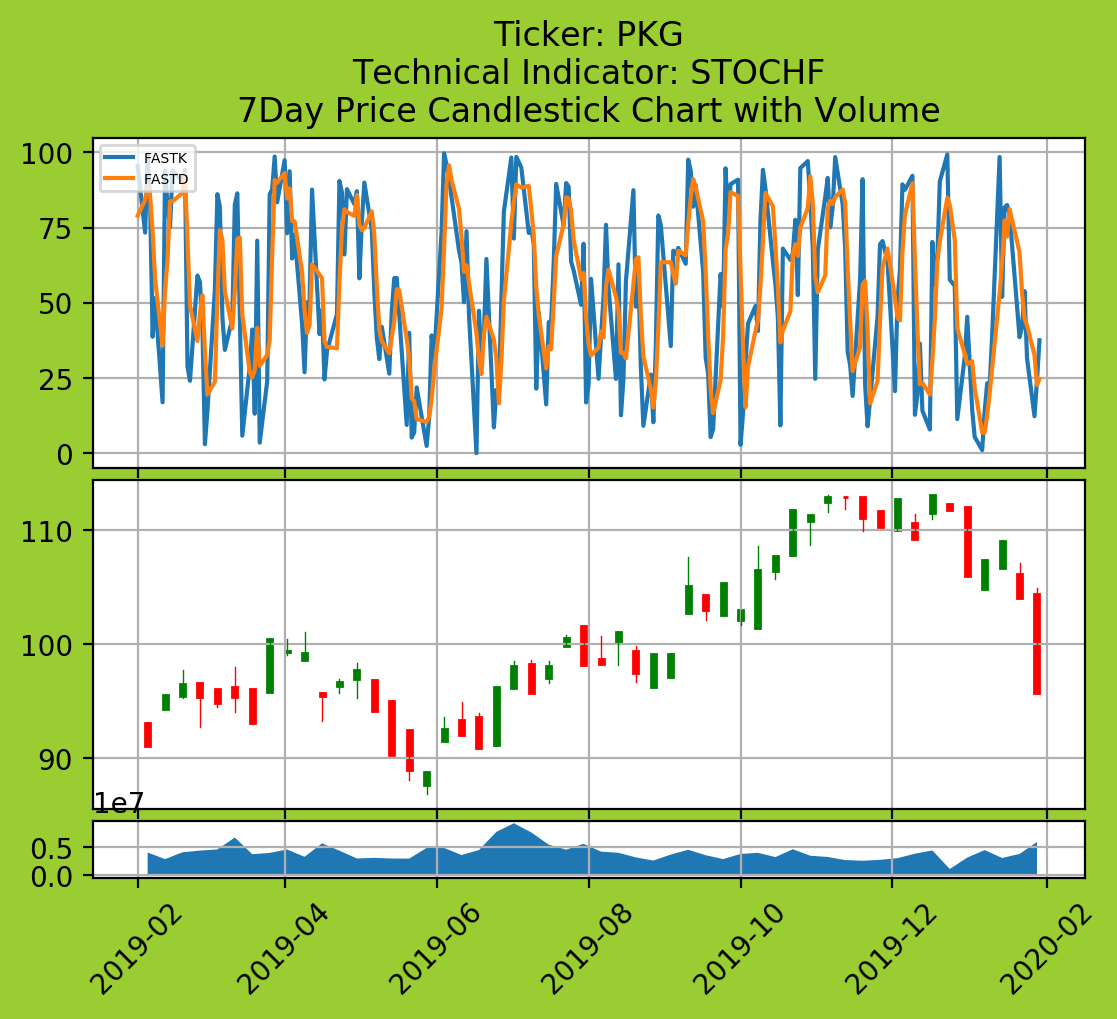 Ticker: PKG
Technical Indicator: STOCHF
7Day Price Candlestick Chart with Volume
100
75
50
25
0
FASTK
FASTD
110
100
90
1e7
0.5
0.0
2019-02
2019-04
2019-06
2019-08
2019-10
2019-12
2020-02